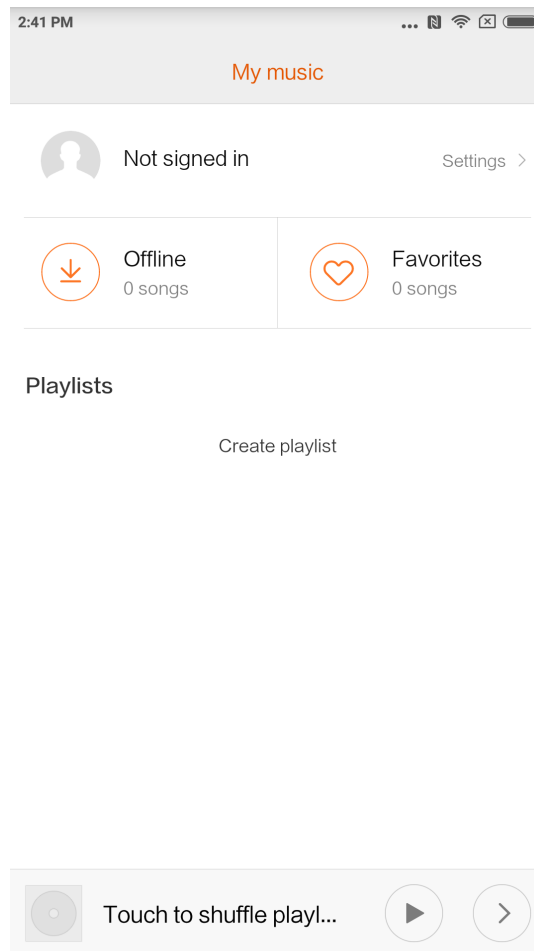 2:41 PM
My music
Not signed in
Settings
Offline
0 songs
Favorites
0 songs
Playlists
Create playlist
Touch to shuffle playl...